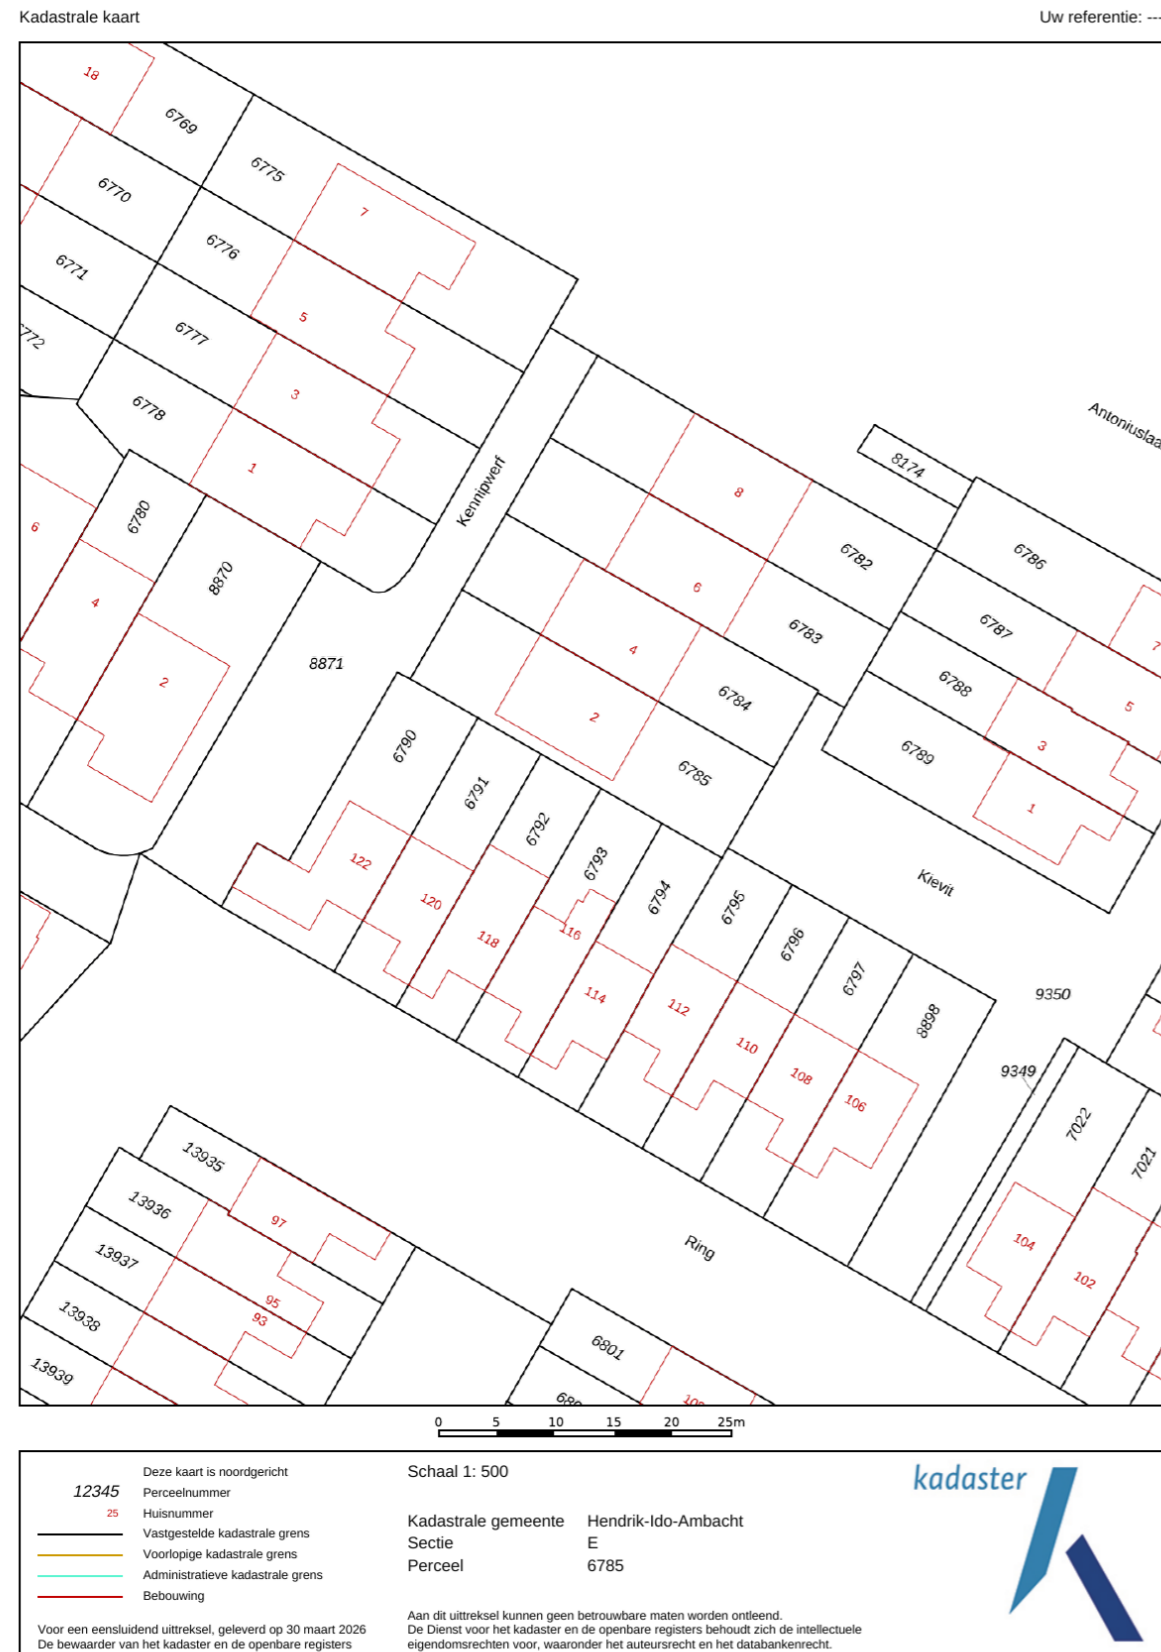 Kadastrale kaart
Uw referentie: ---
18
6769
6775
7
6770
6776
6771
5
6777
3
6778
1
Kennipwerf
Antoniuslaa
8174
8
6782
6786
6
6780
8870
6
6783
6787
7
4
8871
4
6788
2
6784
5
2
6789
3
6790
6785
1
6791
6792
6793
122
6794
Kievit
120
6795
118
116
6796
114
6797
9350
112
8898
110
9349
108
106
7022
13935
7021
13936
97
Ring
104
13937
102
95
13938
93
6801
13939
0 5 10 15 20 25m
Deze kaart is noordgericht
12345 Perceelnummer
25 Huisnummer
Vastgestelde kadastrale grens
Voorlopige kadastrale grens
Administratieve kadastrale grens
Bebouwing
Voor een eensluidend uittreksel, geleverd op 30 maart 2026
De bewaarder van het kadaster en de openbare registers
Schaal 1: 500
Kadastrale gemeente Hendrik-Ido-Ambacht
Sectie E
Perceel 6785
Aan dit uittreksel kunnen geen betrouwbare maten worden ontleend.
De Dienst voor het kadaster en de openbare registers behoudt zich de intellectuele
eigendomsrechten voor, waaronder het auteursrecht en het databankenrecht.
kadaster